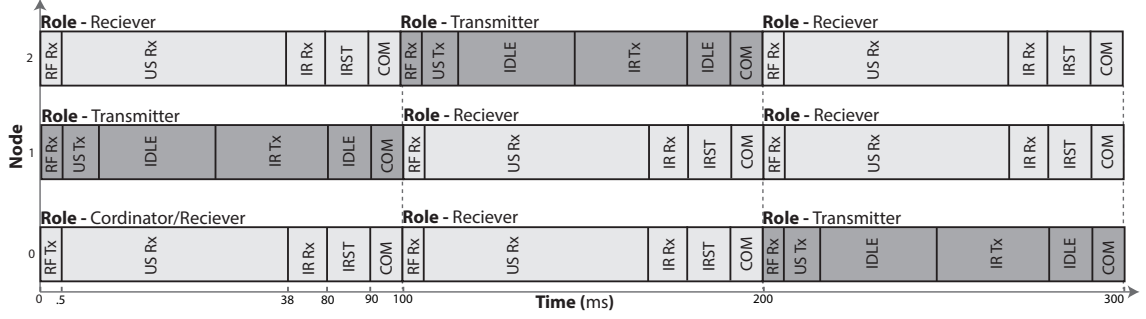 Role - Reciever Role - Transmitter Role - Reciever
2 RF Rx US Rx IR Rx IRST COM RF Rx US Tx IDLE IR Tx IDLE COM RF Rx US Rx IR Rx IRST COM
Role - Transmitter Role - Reciever Role - Reciever
Node
1 RF Rx US Tx IDLE IR Tx IDLE COM RF Rx US Rx IR Rx IRST COM RF Rx US Rx IR Rx IRST COM
Role - Cordinator/Reciever Role - Reciever Role - Transmitter
0 RF Tx US Rx IR Rx IRST COM RF Rx US Rx IR Rx IRST COM RF Rx US Tx IDLE IR Tx IDLE COM
0 .5 38 80 90 100 Time (ms) 200 300